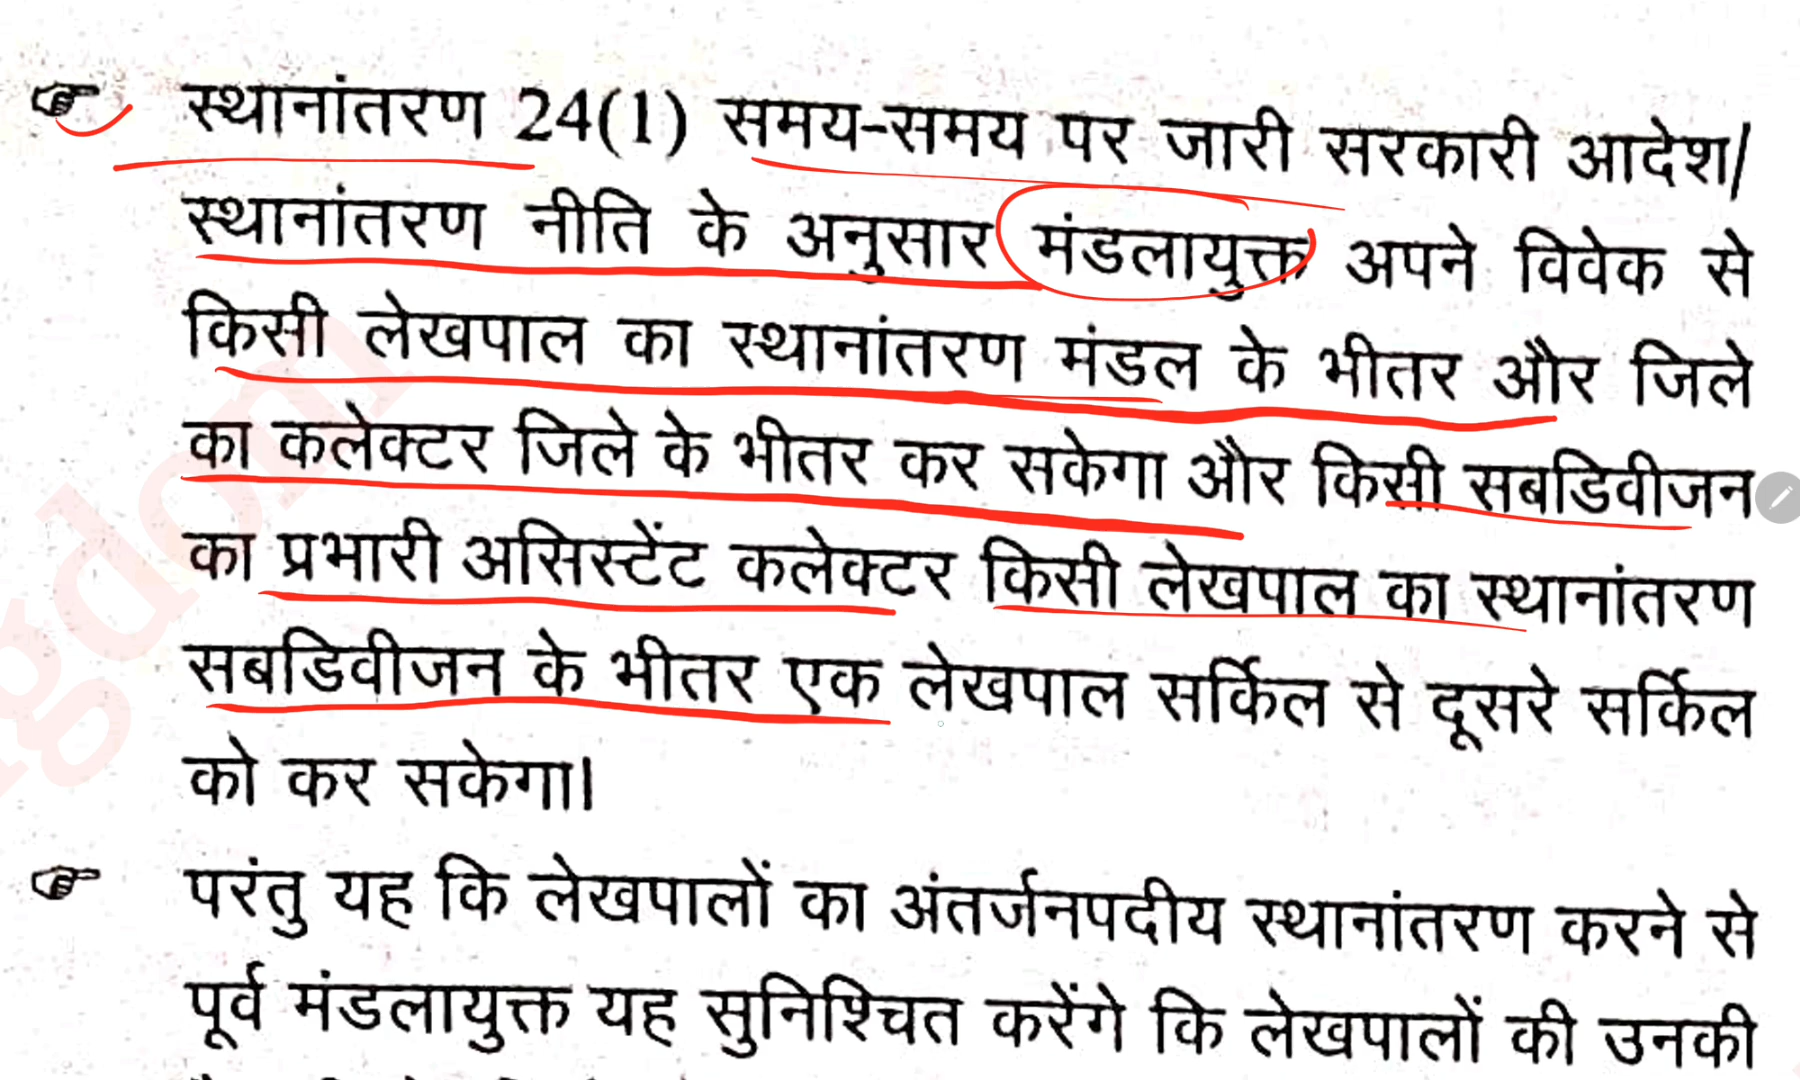 स्थानांतरण 24(1) समय-समय पर जारी सरकारी आदेश/
स्थानांतरण नीति के अनुसार मंडलायुक्त अपने विवेक से
किसी लेखपाल का स्थानांतरण मंडल के भीतर और जिले
का कलेक्टर जिले के भीतर कर सकेगा और किसी सबडिवीजन
का प्रभारी असिस्टेंट कलेक्टर किसी लेखपाल का स्थानांतरण
सबडिवीजन के भीतर एक लेखपाल सर्किल से दूसरे सर्किल
को कर सकेगा।
परंतु यह कि लेखपालों का अंतर्जनपदीय स्थानांतरण करने से
पूर्व मंडलायुक्त यह सुनिश्चित करेंगे कि लेखपालों की उनकी